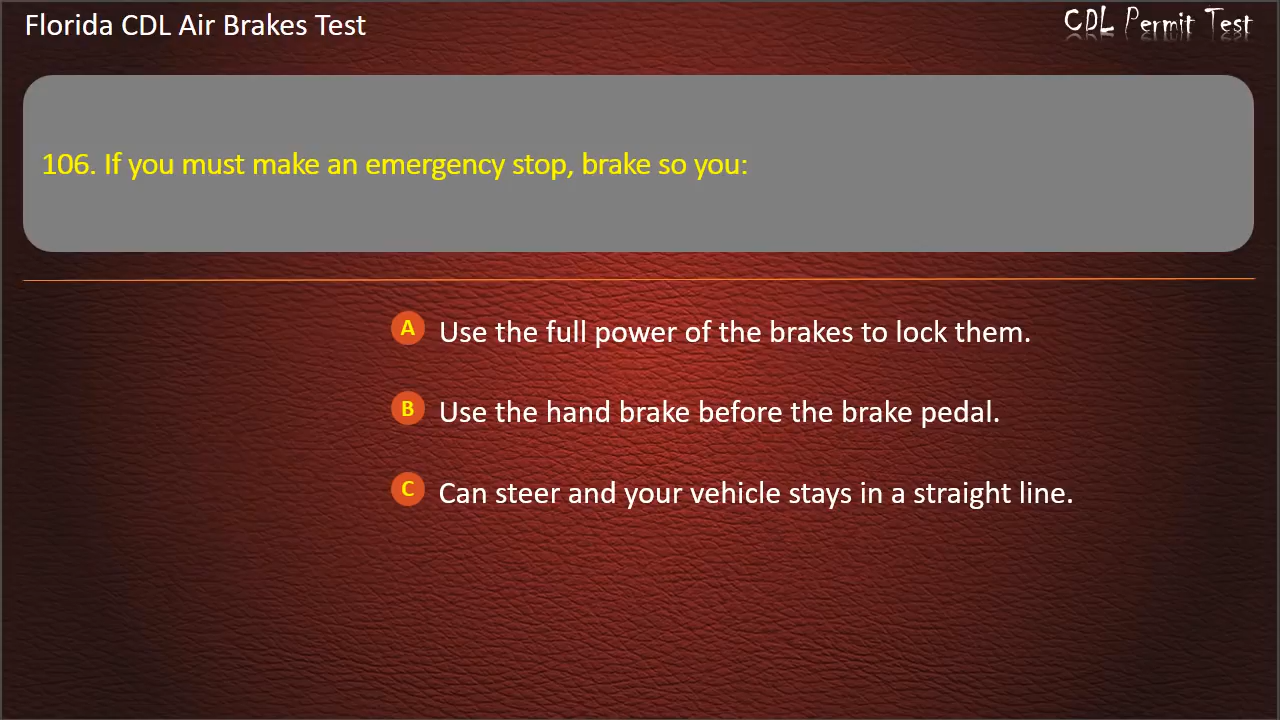 Florida CDL Air Brakes Test
CDL Permit Test
106. If you must make an emergency stop, brake so you:
A Use the full power of the brakes to lock them.
B Use the hand brake before the brake pedal.
C Can steer and your vehicle stays in a straight line.